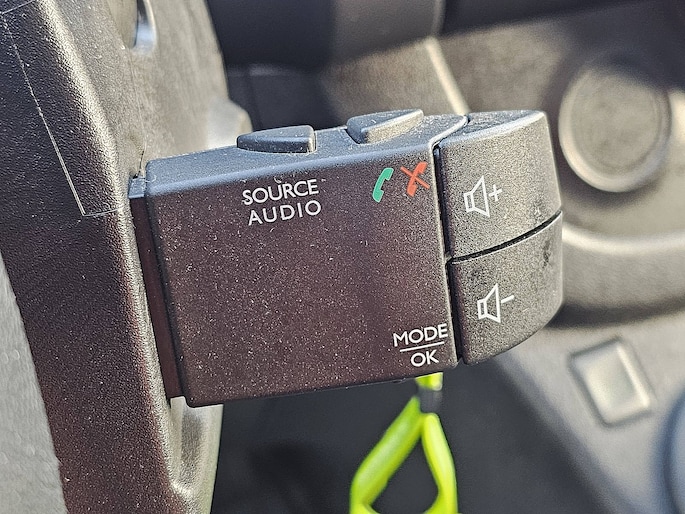 SOURCE
AUDIO
+
-
MODE
OK